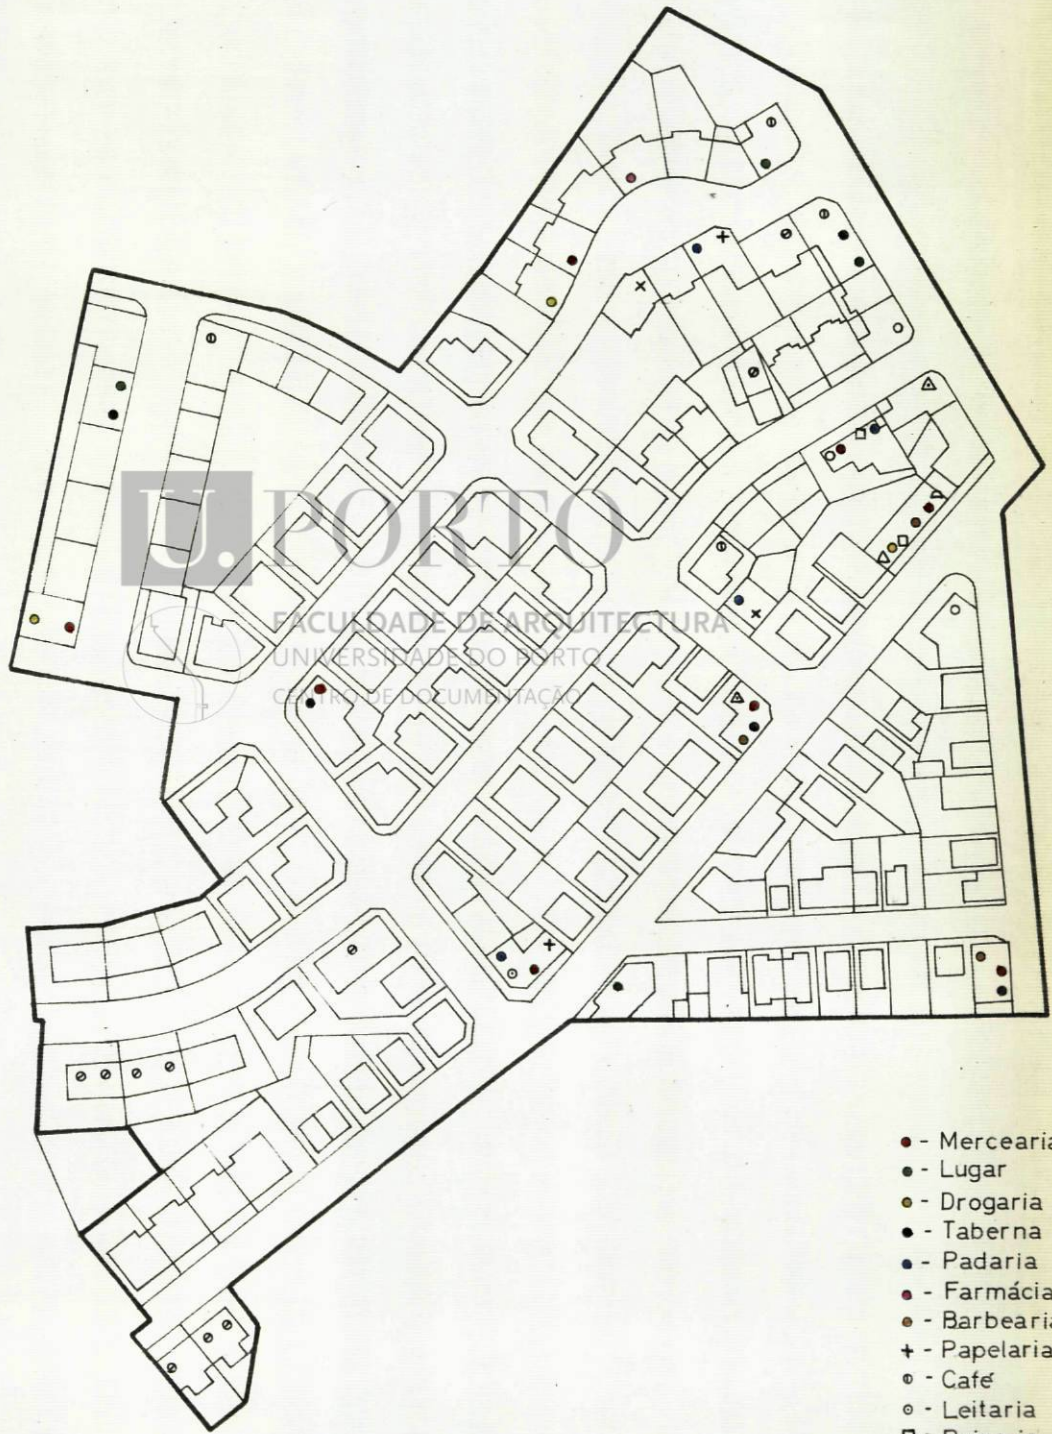 U. PORTO
FACULDADE DE ARQUITECTURA
UNIVERSIDADE DO PORTO
CENTRO DE DOCUMENTAÇÃO
- Mercearia
- Lugar
- Drogaria
- Taberna
- Padaria
- Farmácia
- Barbearia
+ - Papelaria
- Café
- Leitaria